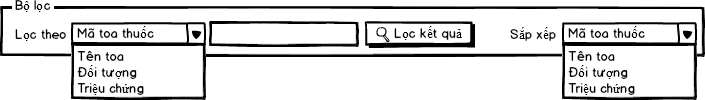 Bộ lọc
Lọc theo Mã toa thuốc Lọc kết quả Sắp xếp Mã toa thuốc
Tên toa Tên toa
Đối tượng Đối tượng
Triệu chứng Triệu chứng